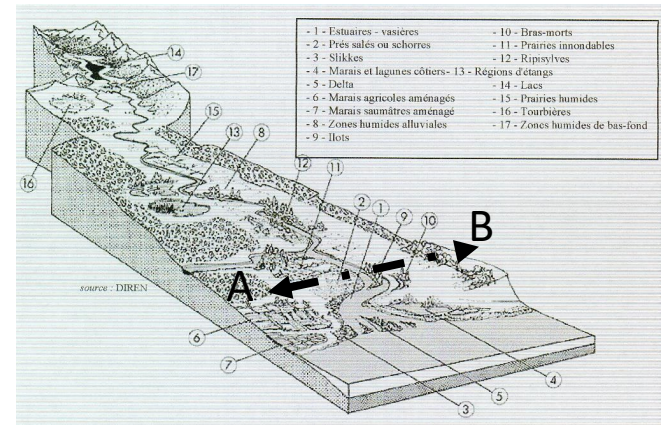 - 1 - Estuaires - vasières
- 2 - Prés salés ou schorres
- 3 - Slikkes
- 4 - Marais et lagunes côtiers - 13 - Régions d'étangs
- 5 - Delta
- 6 - Marais agricoles aménagés
- 7 - Marais saumâtres aménagé
- 8 - Zones humides alluviales
- 9 - Ilots
- 10 - Bras-morts
- 11 - Prairies innondables
- 12 - Ripisylves
- 14 - Lacs
- 15 - Prairies humides
- 16 - Tourbières
- 17 - Zones humides de bas-fond
14
17
15
13
8
16
12
11
2
1
9
10
B
A
source : DIREN
6
7
4
5
3